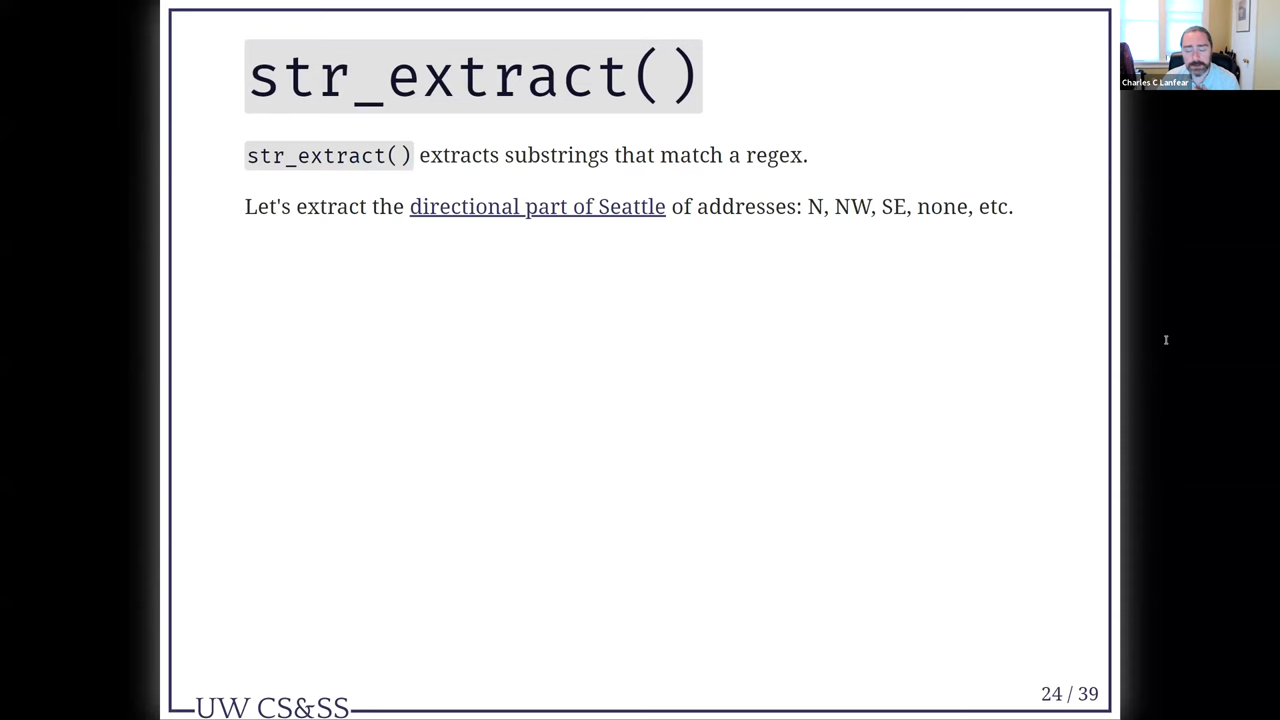 str_extract()
Charles C Lanfear
str_extract() extracts substrings that match a regex.
Let's extract the directional part of Seattle of addresses: N, NW, SE, none, etc.
24 / 39
UW CS&SS